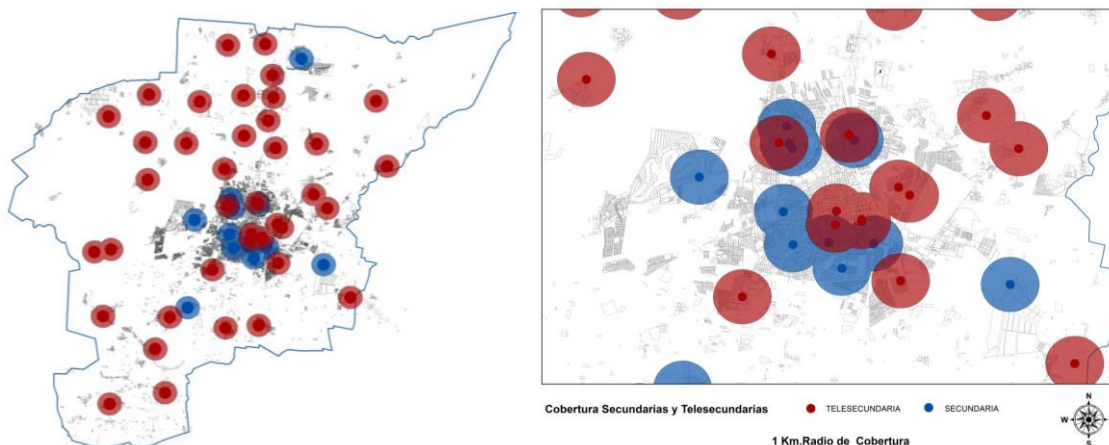 Cobertura Secundarias y Telesecundarias
TELESECUNDARIA
SECUNDARIA
N
W
E
S
1 Km.Radio de Cobertura